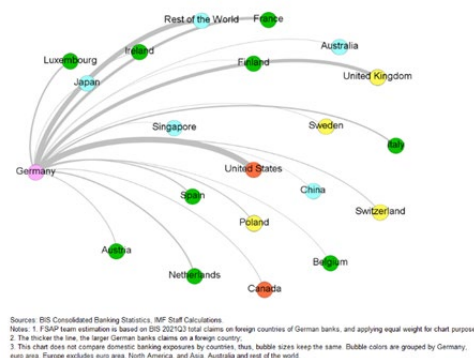 Rest of the World
France
Ireland
Australia
Luxembourg
Finland
Japan
United Kingdom
Singapore
Sweden
Italy
Germany
United States
China
Spain
Switzerland
Poland
Austria
Belgium
Netherlands
Canada
Sources: BIS Consolidated Banking Statistics, IMF Staff Calculations
Notes: 1. FSAP team estimation is based on BIS 2021Q3 total claims on foreign countries of German banks, and applying equal weight for chart purpose
2. The thicker the line, the larger German banks claims on a foreign country;
3. This chart does not compare domestic banking exposures by countries, thus, bubble sizes keep the same. Bubble colors are grouped by Germany,
euro area, Europe excludes euro area, North America, and Asia, Australia and rest of the world.